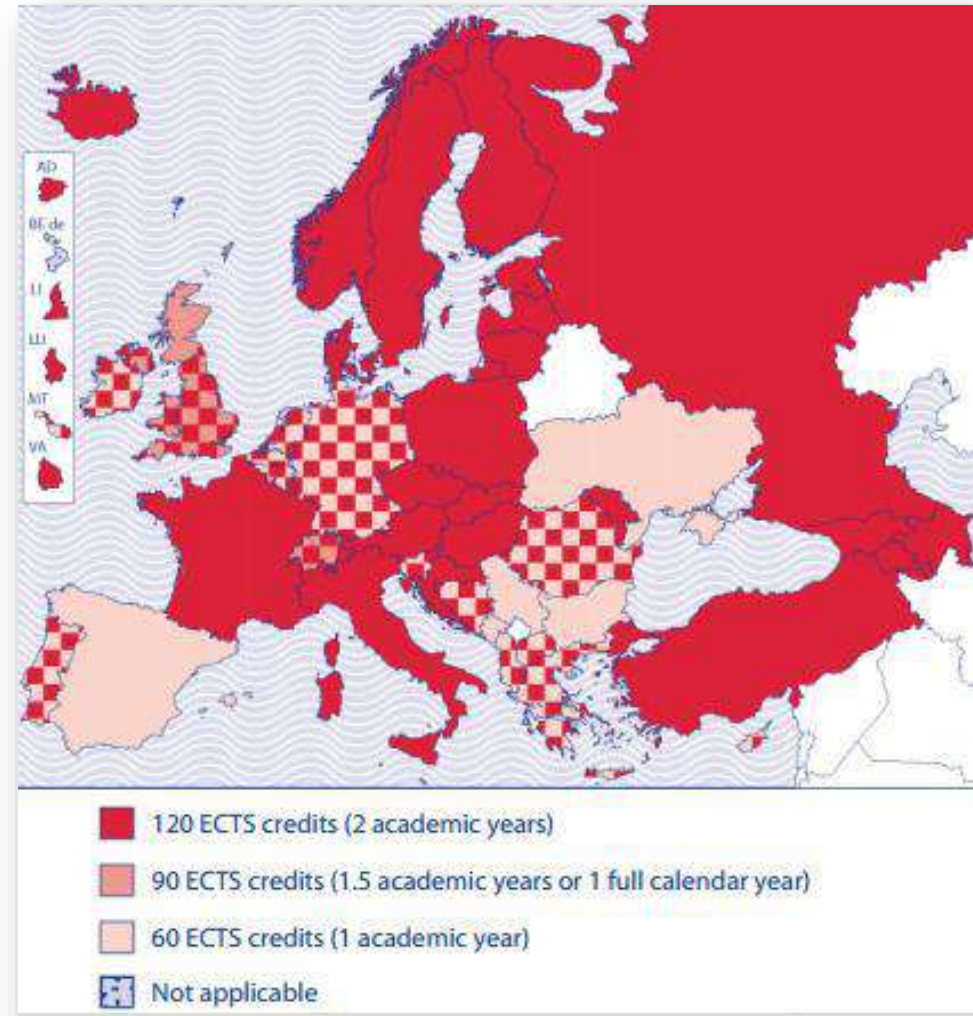 AD
BE de
LI
LU
MT
VA
120 ECTS credits (2 academic years)
90 ECTS credits (1.5 academic years or 1 full calendar year)
60 ECTS credits (1 academic year)
Not applicable